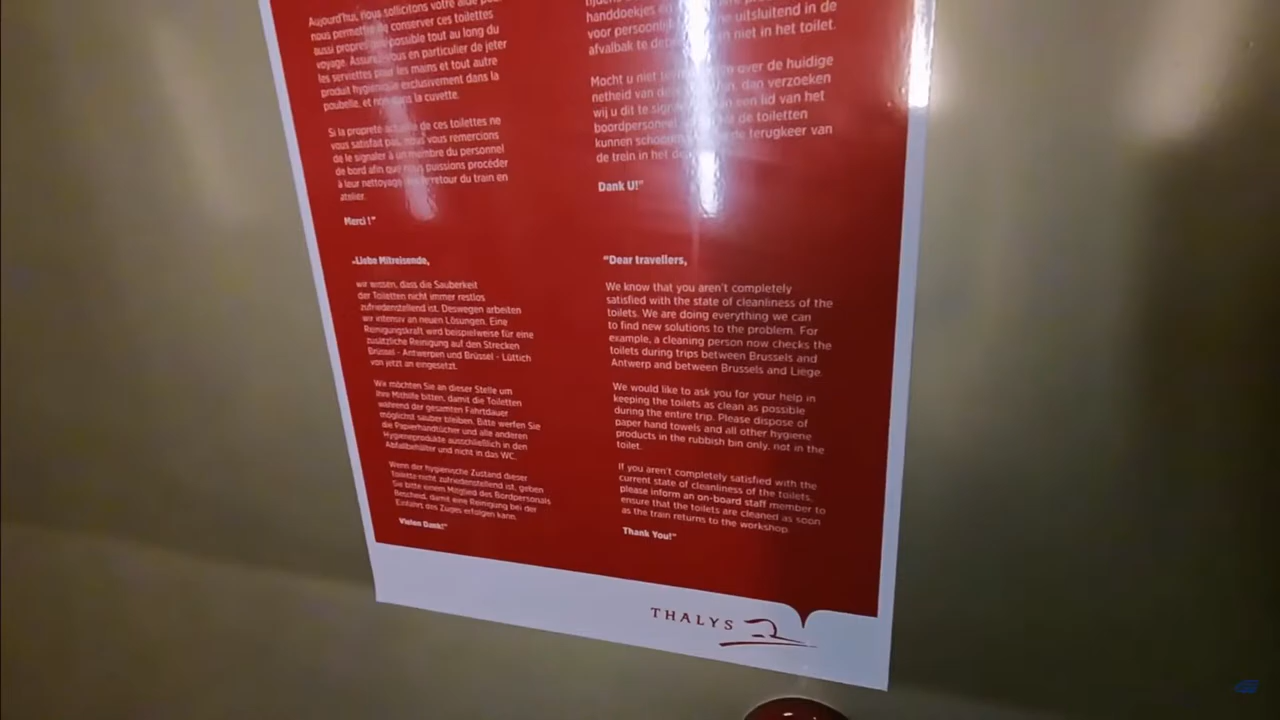 Aujourd'hui, nous sollicitons votre aide
nous permettre de conserver ces toilettes
aussi propres que possible tout au long du
voyage. Assurez-vous en particulier de jeter
les serviettes pour les mains et tout autre
produit hygiénique exclusivement dans la
poubelle, et non dans la cuvette.
Si la propreté actuelle de ces toilettes ne
vous satisfait pas, nous vous remercions
de le signaler à un membre du personnel
de bord afin que nous puissions procéder
à leur nettoyage retour du train en
atelier.
Merci !"
handdoekjes en
voor persoonlijke uitsluitend in de
afvalbak te en niet in het toilet.
Mocht u niet over de huidige
netheid van de dan verzoeken
wij u dit te een lid van het
boordpersoneel de toiletten
kunnen de terugkeer van
de trein in het
Dank U!"
„Liebe Mitreisende,
wir wissen, dass die Sauberkeit
der Toiletten nicht immer restlos
zufriedenstellend ist. Deswegen arbeiten
wir intensiv an neuen Lösungen. Eine
Reinigungskraft wird beispielweise für eine
zusätzliche Reinigung auf den Strecken
Brüssel - Antwerpen und Brüssel - Lüttich
von jetzt an eingesetzt.
Wir möchten Sie an dieser Stelle um
Ihre Mithilfe bitten, damit die Toiletten
während der gesamten Fahrtdauer
möglichst sauber bleiben. Bitte werfen Sie
die Papierhandtücher und alle anderen
Hygieneprodukte ausschließlich in den
Abfallbehälter und nicht in das WC.
Wenn der hygienische Zustand dieser
Toilette nicht zufriedenstellend ist, geben
Sie bitte einem Mitglied des Bordpersonals
Bescheid, damit eine Reinigung bei der
Einfahrt des Zuges erfolgen kann.
Vielen Dank!"
"Dear travellers,
We know that you aren't completely
satisfied with the state of cleanliness of the
toilets. We are doing everything we can
to find new solutions to the problem. For
example, a cleaning person now checks the
toilets during trips between Brussels and
Antwerp and between Brussels and Liège.
We would like to ask you for your help in
keeping the toilets as clean as possible
during the entire trip. Please dispose of
paper hand towels and all other hygiene
products in the rubbish bin only, not in the
toilet.
If you aren't completely satisfied with the
current state of cleanliness of the toilets,
please inform an on-board staff member to
ensure that the toilets are cleaned as soon
as the train returns to the workshop.
Thank You!"
THALYS